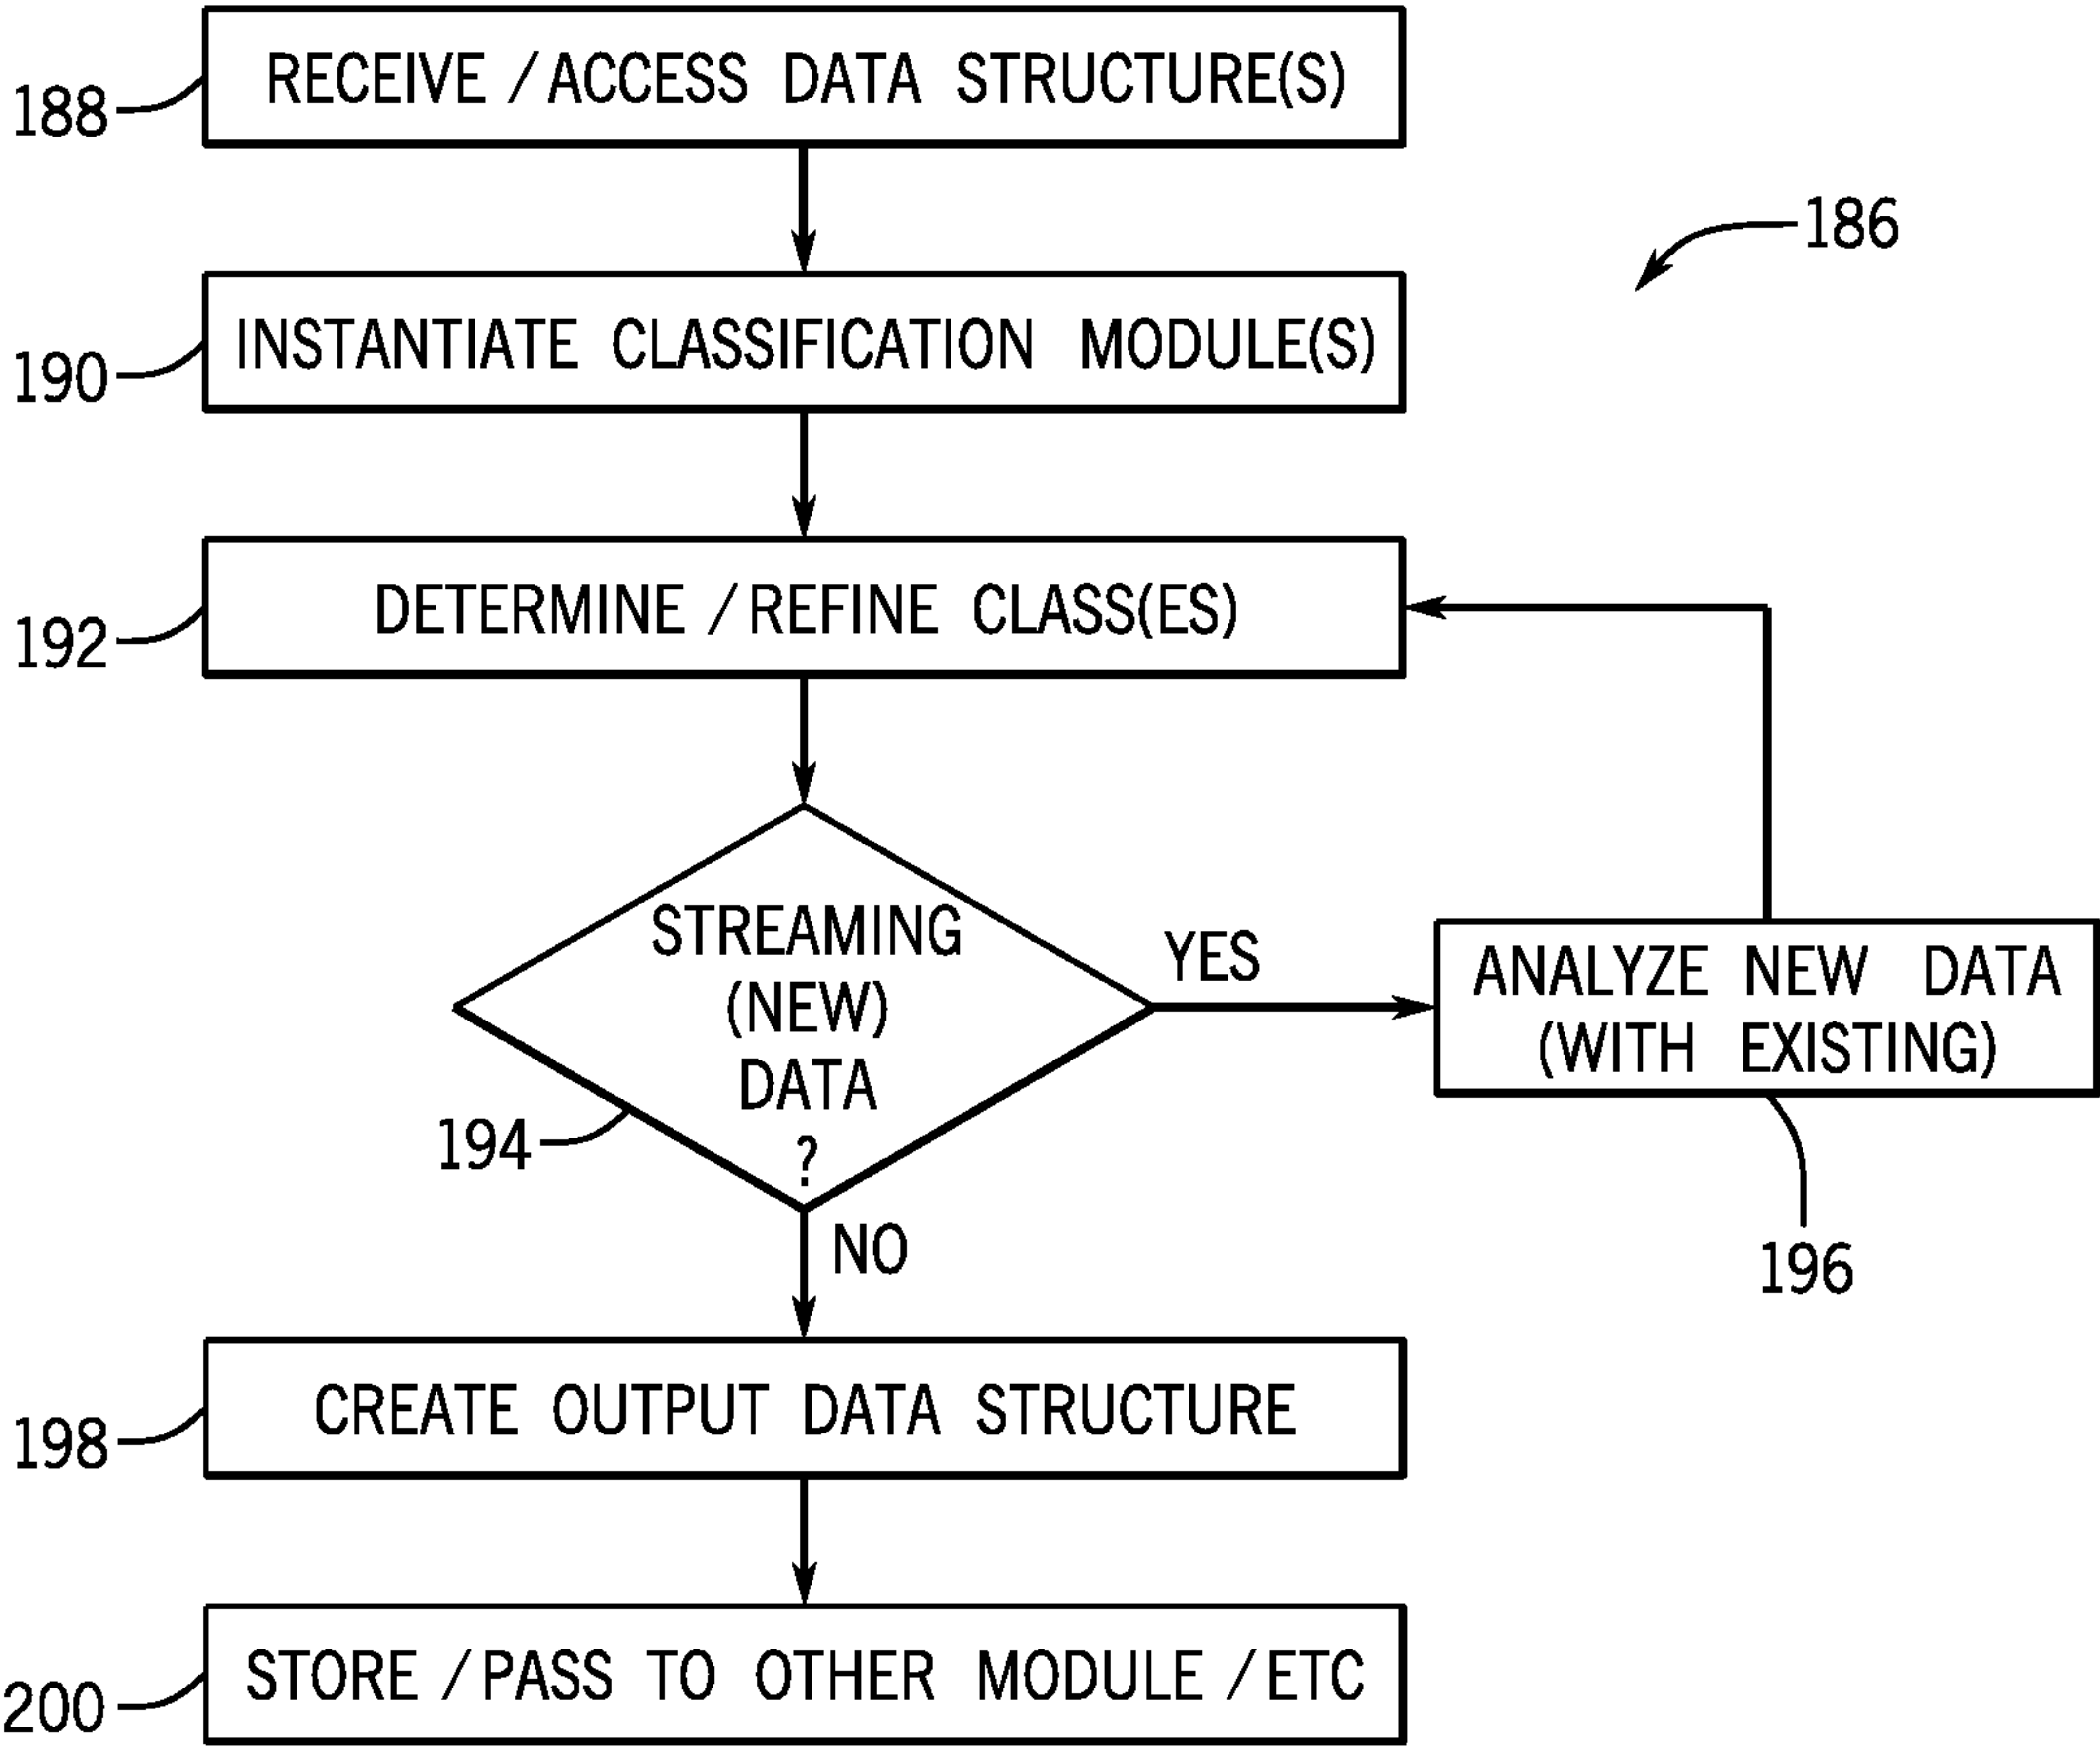 RECEIVE / ACCESS DATA STRUCTURE(S)
188
186
INSTANTIATE CLASSIFICATION MODULE(S)
190
DETERMINE / REFINE CLASS(ES)
192
STREAMING
(NEW)
DATA
?
194
YES
ANALYZE NEW DATA
(WITH EXISTING)
196
NO
CREATE OUTPUT DATA STRUCTURE
198
STORE / PASS TO OTHER MODULE / ETC
200